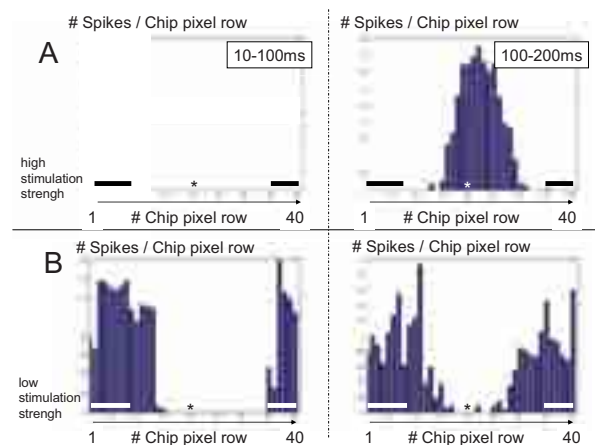 # Spikes / Chip pixel row
# Spikes / Chip pixel row
A
10-100ms
100-200ms
high
stimulation
strengh
*
*
1
# Chip pixel row
40
1
# Chip pixel row
40
# Spikes / Chip pixel row
# Spikes / Chip pixel row
B
low
stimulation
strengh
*
*
1
# Chip pixel row
40
1
# Chip pixel row
40